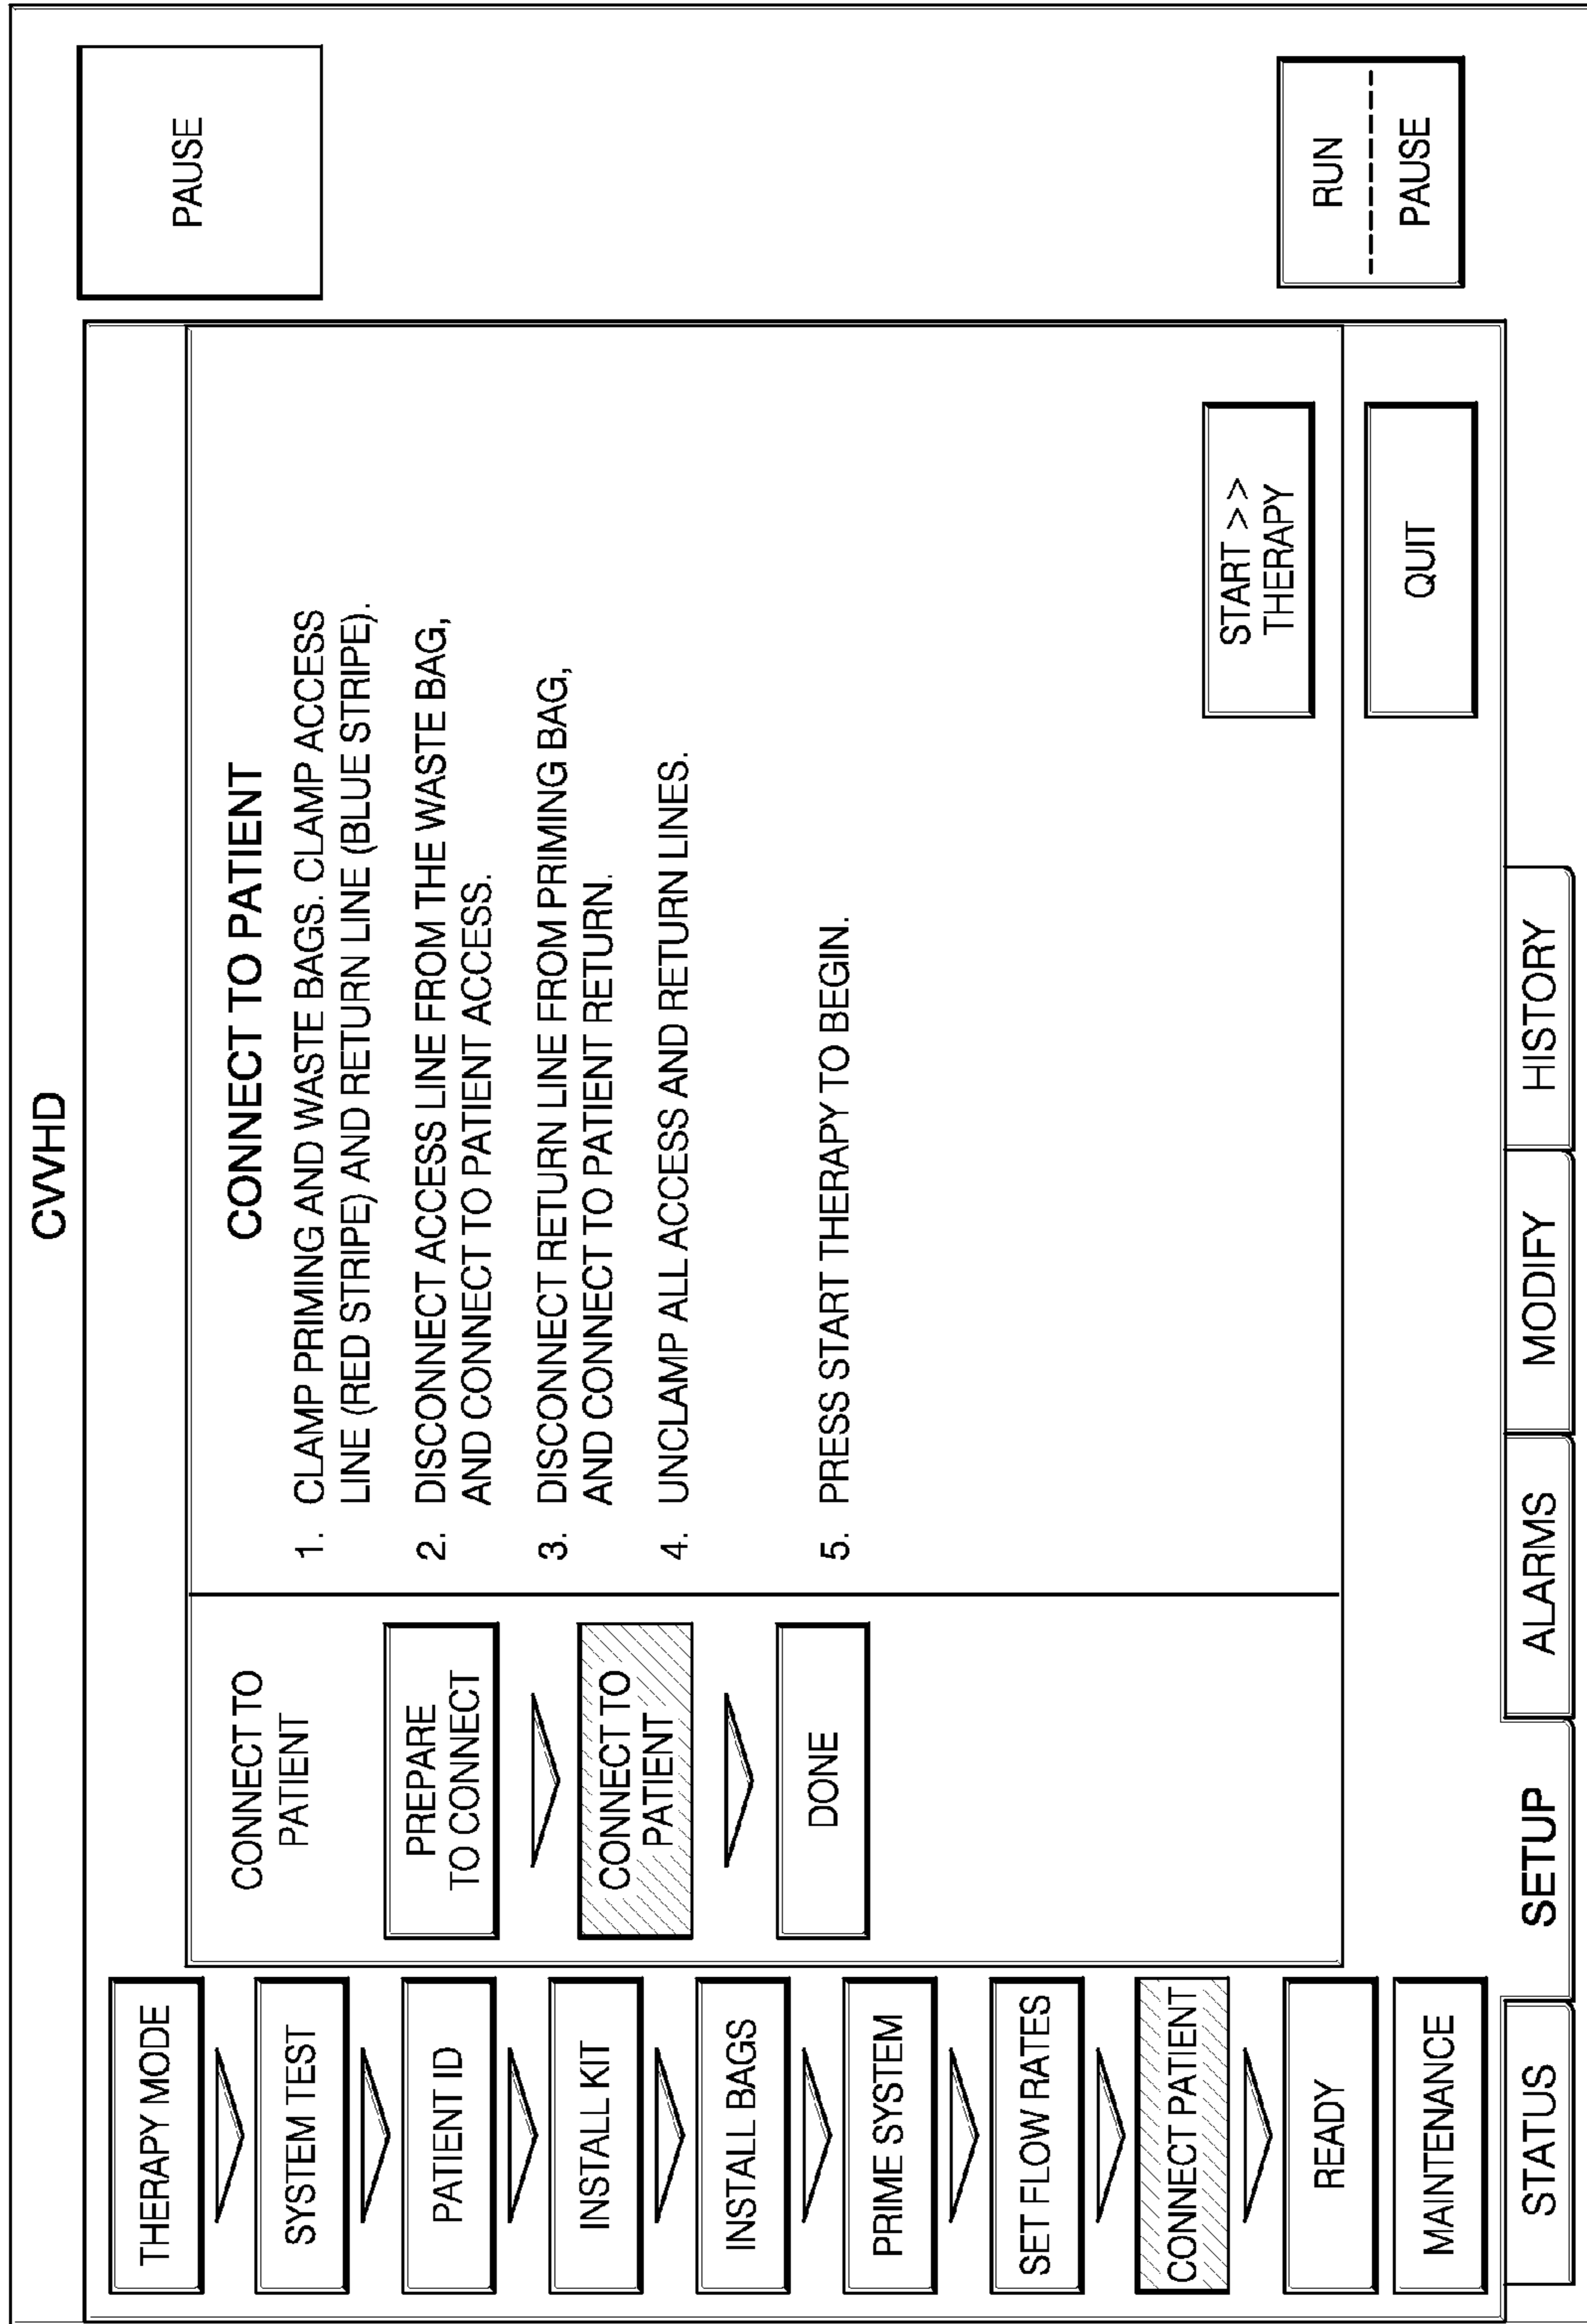 CVVHD
PAUSE
THERAPY MODE
SYSTEM TEST
PATIENT ID
INSTALL KIT
INSTALL BAGS
PRIME SYSTEM
SET FLOW RATES
CONNECT PATIENT
READY
MAINTENANCE
CONNECT TO
PATIENT
PREPARE
TO CONNECT
CONNECT TO
PATIENT
DONE
CONNECT TO PATIENT
1. CLAMP PRIMING AND WASTE BAGS. CLAMP ACCESS
LINE (RED STRIPE) AND RETURN LINE (BLUE STRIPE).
2. DISCONNECT ACCESS LINE FROM THE WASTE BAG,
AND CONNECT TO PATIENT ACCESS.
3. DISCONNECT RETURN LINE FROM PRIMING BAG,
AND CONNECT TO PATIENT RETURN.
4. UNCLAMP ALL ACCESS AND RETURN LINES.
5. PRESS START THERAPY TO BEGIN.
START >>
THERAPY
QUIT
RUN
PAUSE
STATUS
SETUP
ALARMS
MODIFY
HISTORY